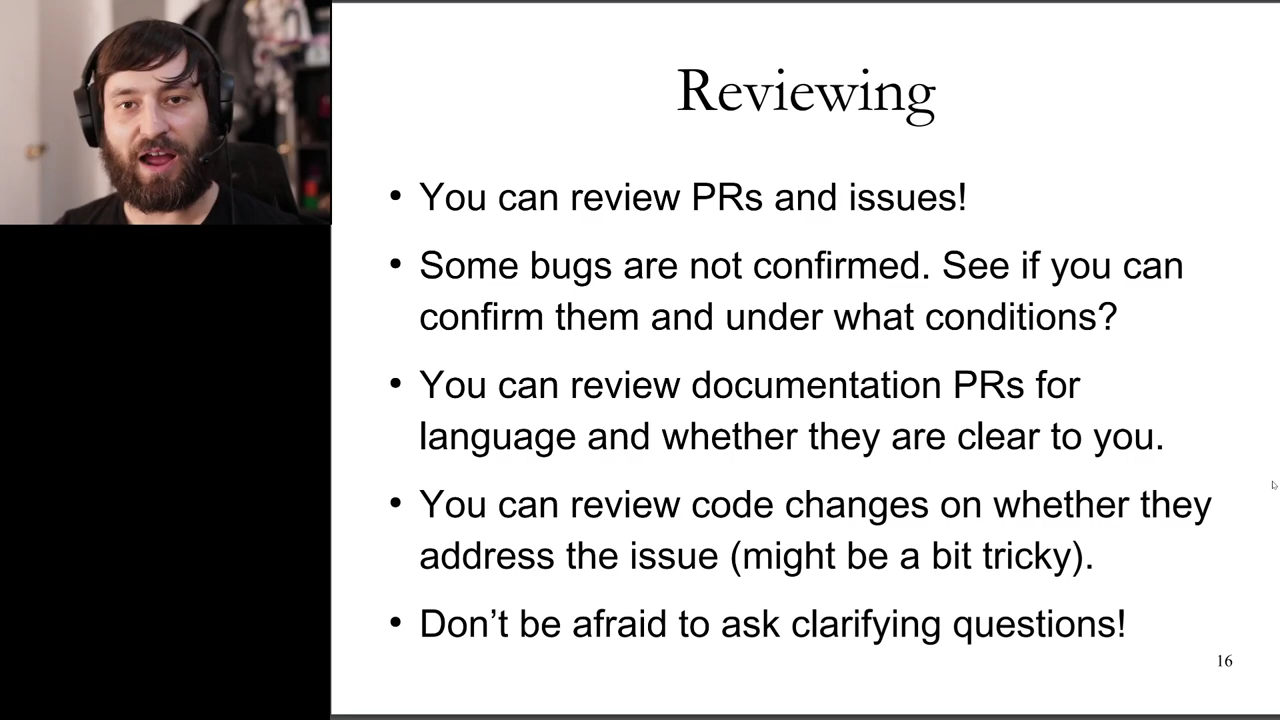 Reviewing
• You can review PRs and issues!
• Some bugs are not confirmed. See if you can
confirm them and under what conditions?
• You can review documentation PRs for
language and whether they are clear to you.
• You can review code changes on whether they
address the issue (might be a bit tricky).
• Don’t be afraid to ask clarifying questions!
16